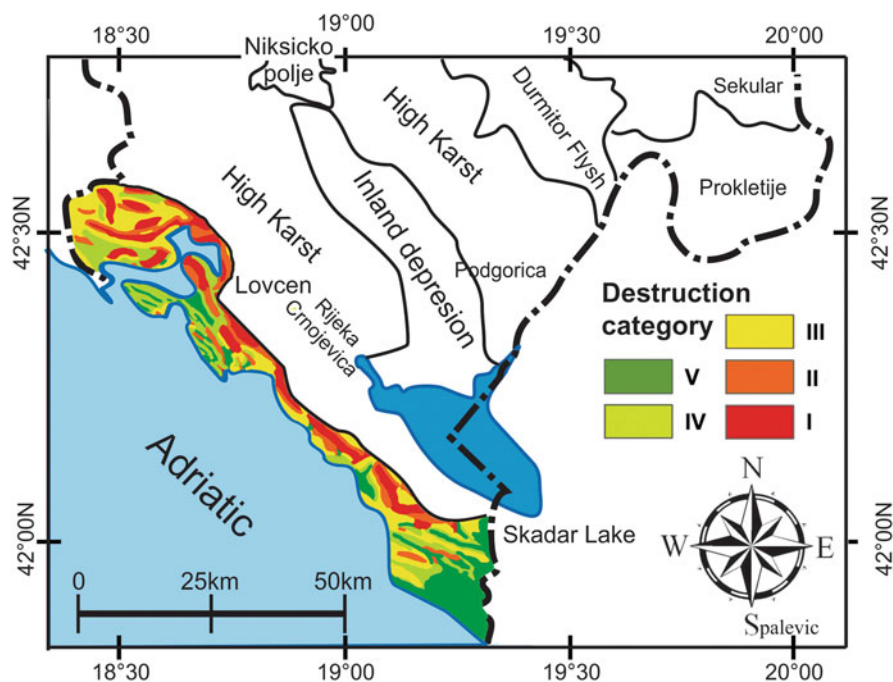 18°30 19°00 19°30 20°00
Niksicko
polje
High Karst
Durmitor Flysh
Sekular
Prokletije
42°30N
High Karst
Inland depresion
Podgorica
42°30N
Lovcen
Rijeka
Crnojevica
Destruction
category
III
V
II
IV
I
Adriatic
42°00N
Skadar Lake
42°00N
N
W
E
S
Spalevic
0 25km 50km
18°30 19°00 19°30 20°00